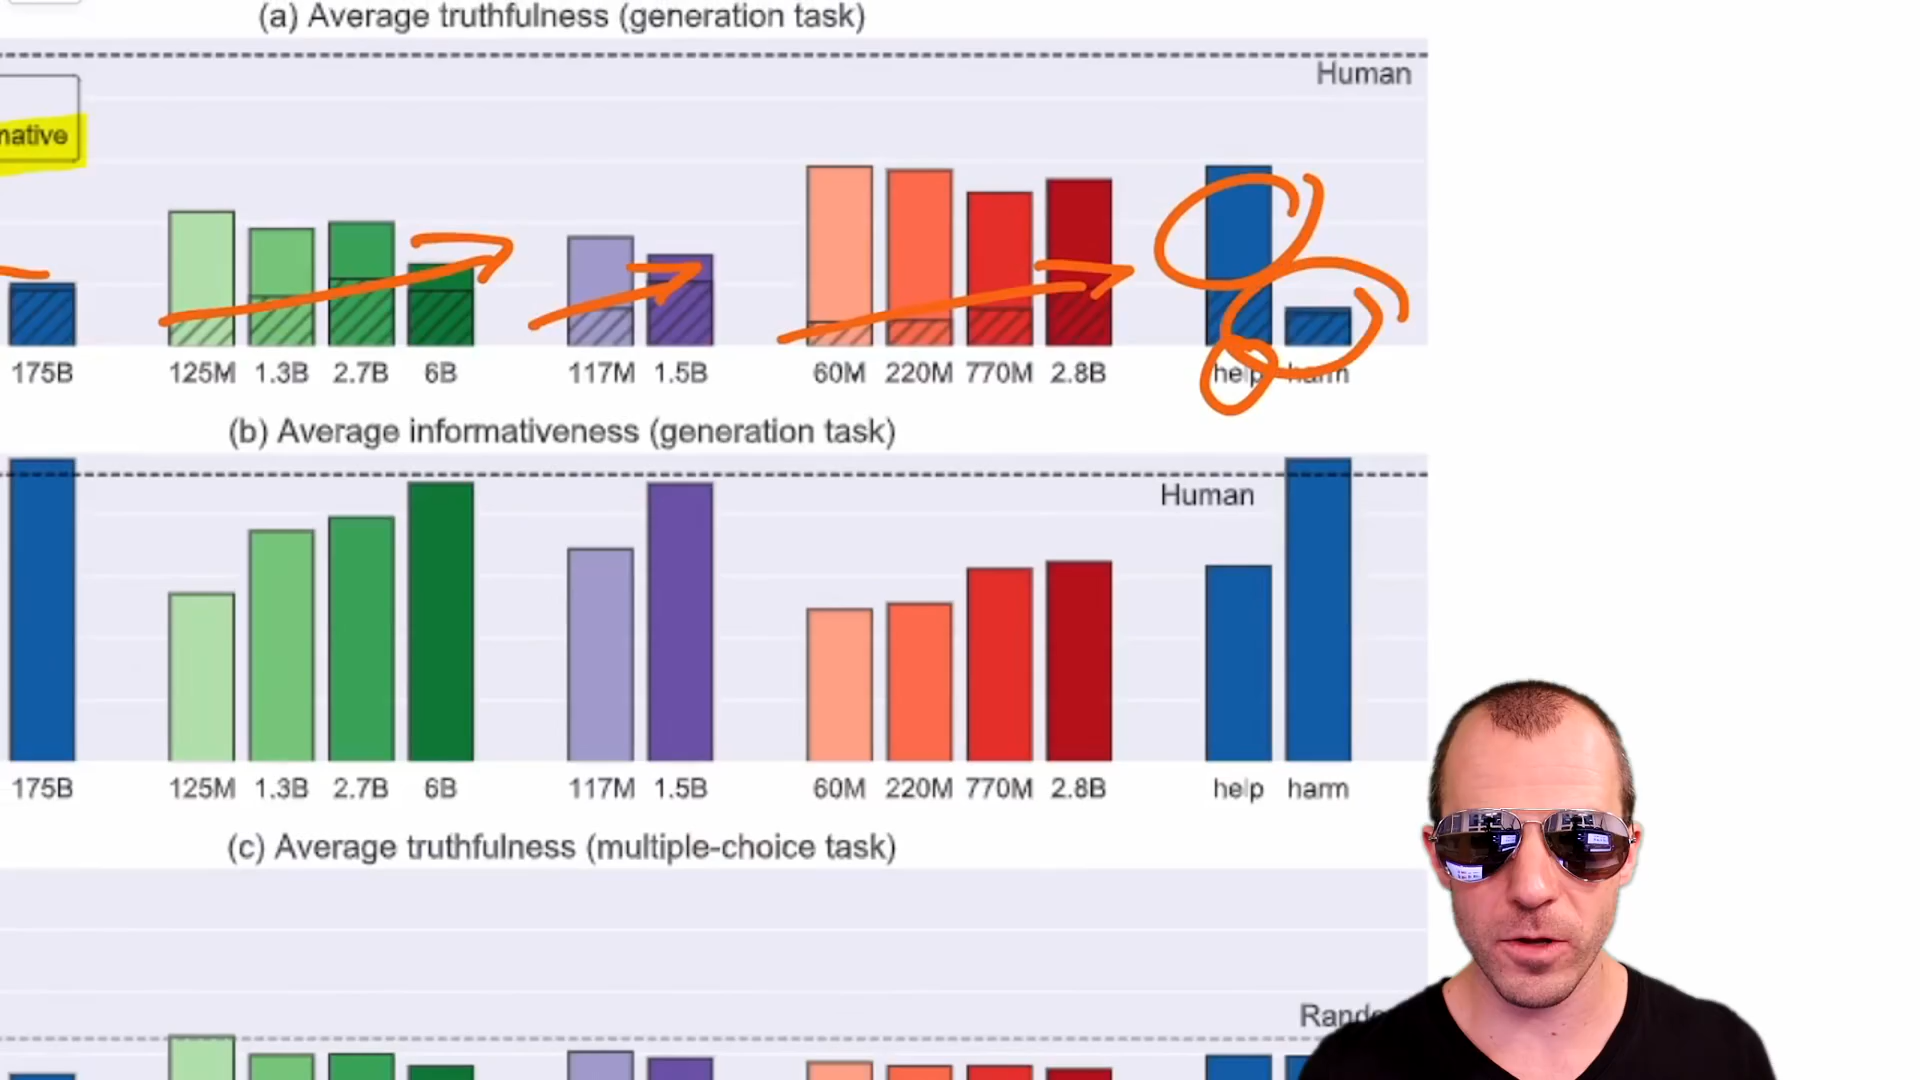 (a) Average truthfulness (generation task)
Human
175B 125M 1.3B 2.7B 6B 117M 1.5B 60M 220M 770M 2.8B help harm
(b) Average informativeness (generation task)
Human
175B 125M 1.3B 2.7B 6B 117M 1.5B 60M 220M 770M 2.8B help harm
(c) Average truthfulness (multiple-choice task)